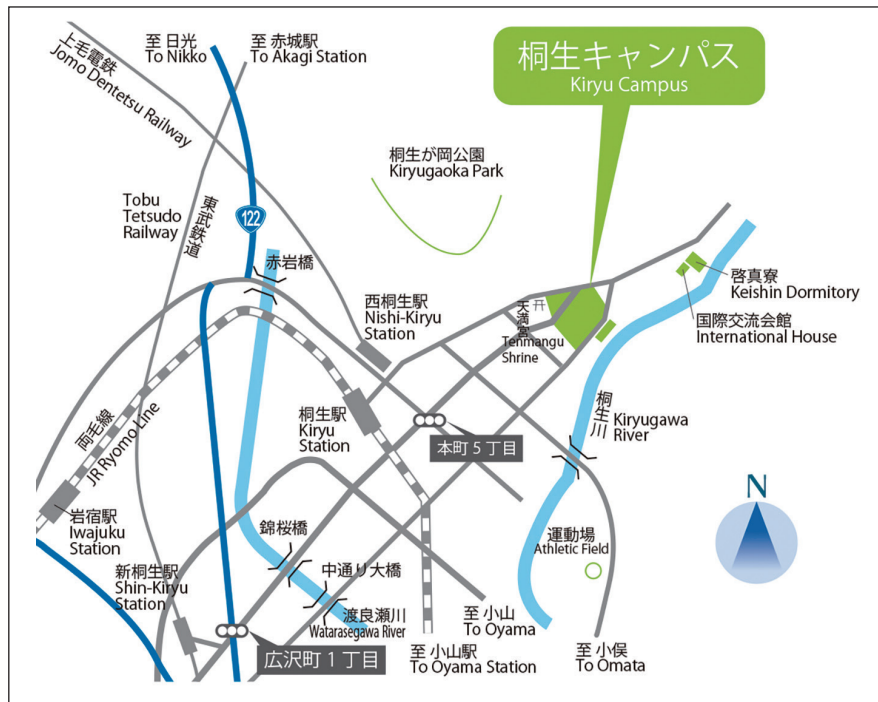 上毛電鉄
Jomo Dentetsu Railway
至 日光
To Nikko
至 赤城駅
To Akagi Station
桐生キャンパス
Kiryu Campus
桐生が岡公園
Kiryugaoka Park
Tobu
Tetsudo
Railway
東武鉄道
122
赤岩橋
西桐生駅
Nishi-Kiryu
Station
天満宮
Tenmangu
Shrine
啓真寮
Keishin Dormitory
国際交流会館
International House
両毛線
JR Ryomo Line
桐生駅
Kiryu
Station
本町5丁目
桐生川
Kiryugawa
River
岩宿駅
Iwajuku
Station
錦桜橋
中通り大橋
運動場
Athletic Field
N
新桐生駅
Shin-Kiryu
Station
渡良瀬川
Watarasegawa River
広沢町1丁目
至 小山
To Oyama
至 小山駅
To Oyama Station
至 小俣
To Omata